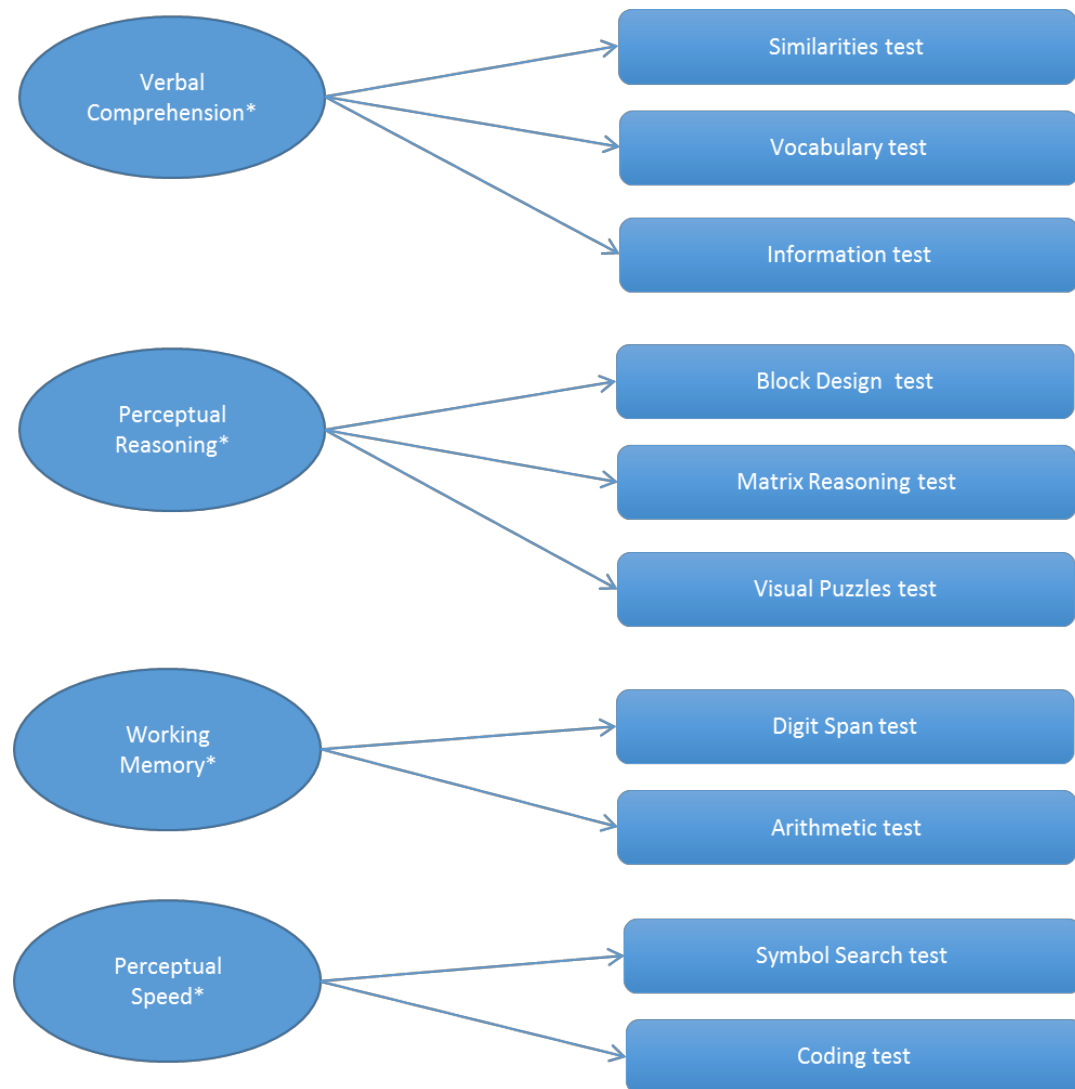 Verbal
Comprehension*
Similarities test
Vocabulary test
Information test
Perceptual
Reasoning*
Block Design  test
Matrix Reasoning test
Visual Puzzles test
Working
Memory*
Digit Span test
Arithmetic test
Perceptual
Speed*
Symbol Search test
Coding test